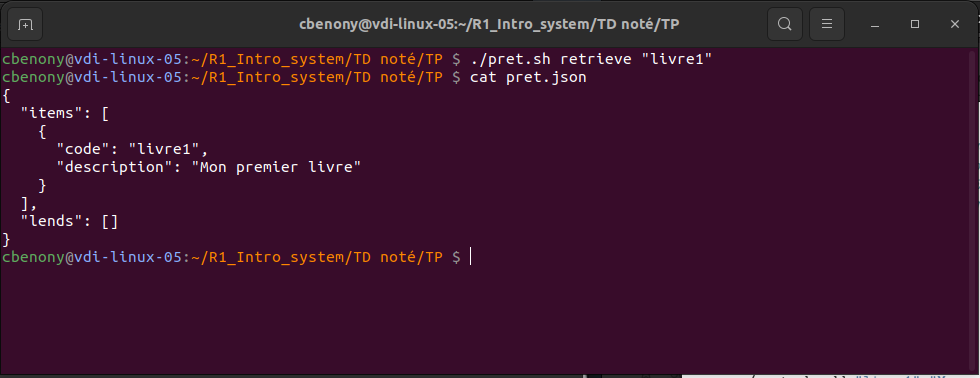 cbenony@vdi-linux-05:~/R1_Intro_system/TD noté/TP
cbenony@vdi-linux-05:~/R1_Intro_system/TD noté/TP $ ./pret.sh retrieve "livre1"
cbenony@vdi-linux-05:~/R1_Intro_system/TD noté/TP $ cat pret.json
{
  "items": [
    {
      "code": "livre1",
      "description": "Mon premier livre"
    }
  ],
  "lends": []
}
cbenony@vdi-linux-05:~/R1_Intro_system/TD noté/TP $